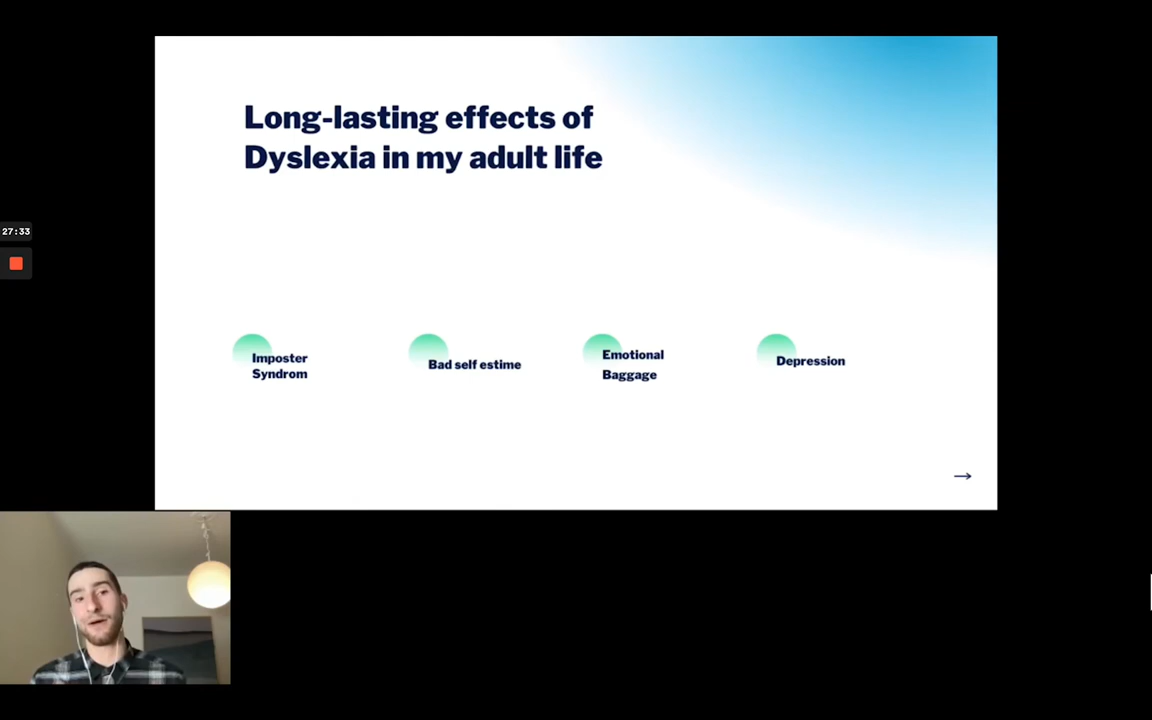 Long-lasting effects of
Dyslexia in my adult life
27:33
Imposter
Syndrom
Bad self estime
Emotional
Baggage
Depression